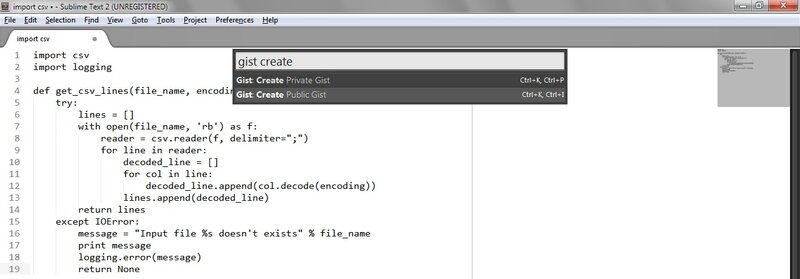 import csv • - Sublime Text 2 (UNREGISTERED)
File Edit Selection Find View Goto Tools Project Preferences Help
import csv
gist create
Gist: Create Private Gist Ctrl+K, Ctrl+P
Gist: Create Public Gist Ctrl+K, Ctrl+I
1 import csv
2 import logging
3
4 def get_csv_lines(file_name, encoding
5 try:
6 lines = []
7 with open(file_name, 'rb') as f:
8 reader = csv.reader(f, delimiter=";")
9 for line in reader:
10 decoded_line = []
11 for col in line:
12 decoded_line.append(col.decode(encoding))
13 lines.append(decoded_line)
14 return lines
15 except IOError:
16 message = "Input file %s doesn't exists" % file_name
17 print message
18 logging.error(message)
19 return None